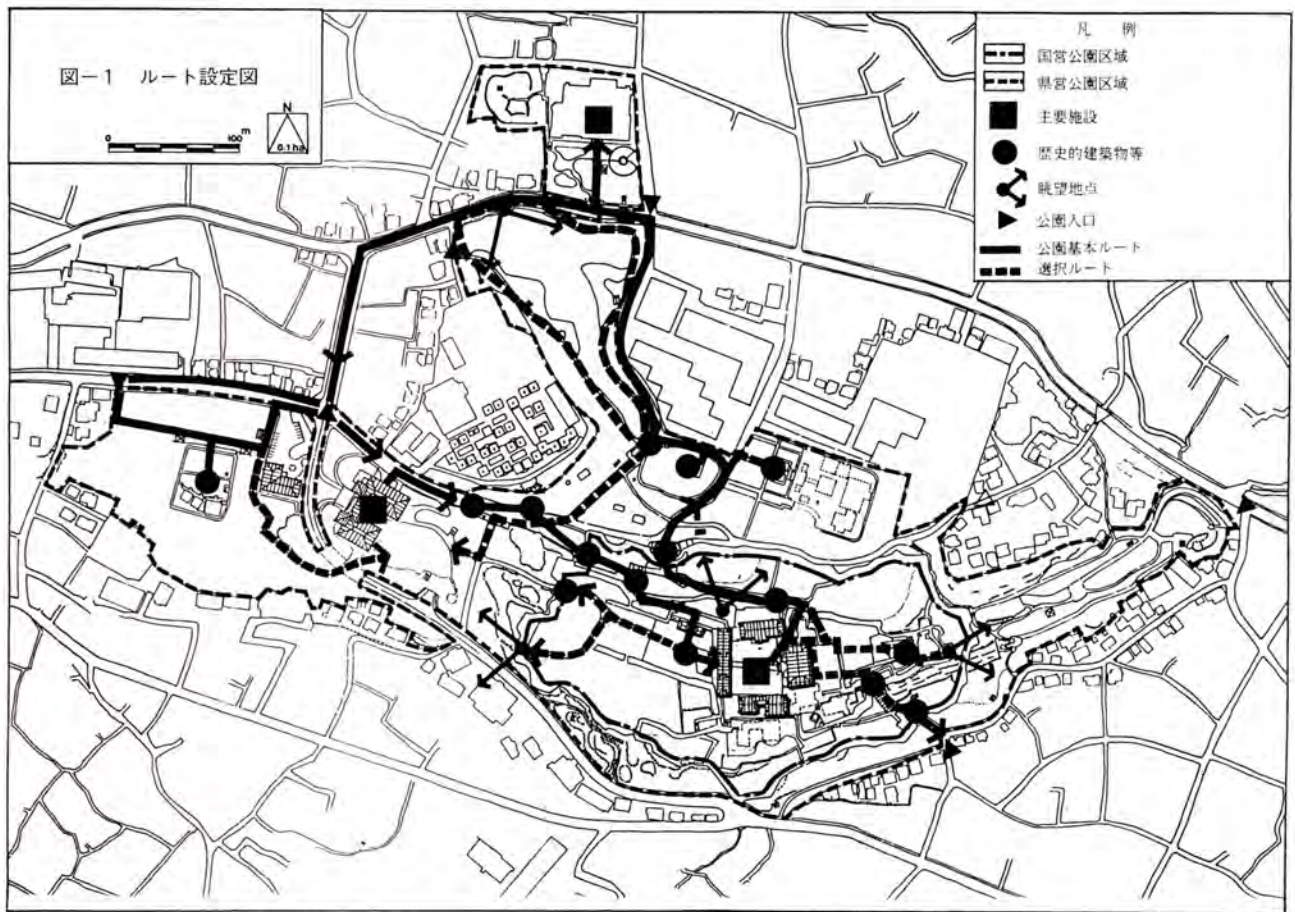 図－1 ルート設定図
N
0.1ha
0 100 m
凡例
国営公園区域
県営公園区域
主要施設
歴史的建築物等
眺望地点
公園入口
公園基本ルート
選択ルート